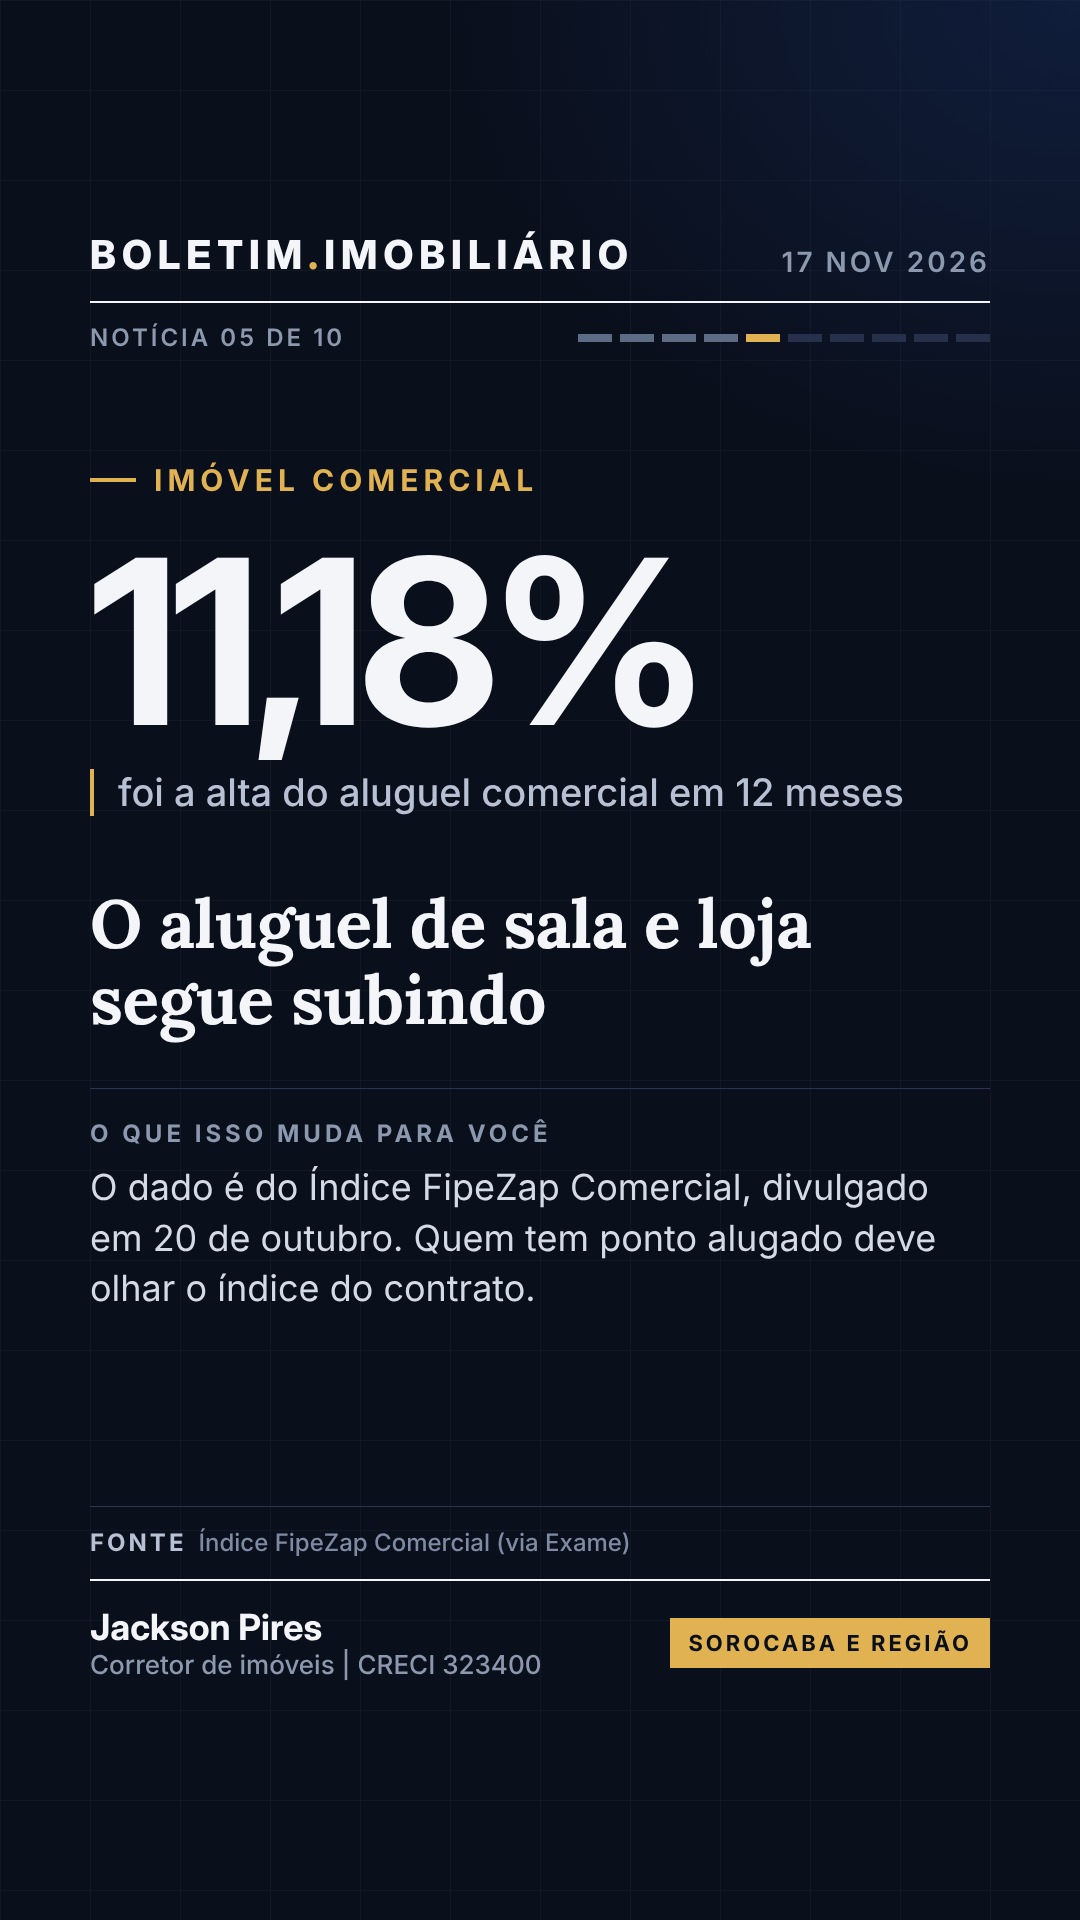 BOLETIM.IMOBILIÁRIO
17 NOV 2026
NOTÍCIA 05 DE 10
IMÓVEL COMERCIAL
11,18%
foi a alta do aluguel comercial em 12 meses
O aluguel de sala e loja
segue subindo
O QUE ISSO MUDA PARA VOCÊ
O dado é do Índice FipeZap Comercial, divulgado
em 20 de outubro. Quem tem ponto alugado deve
olhar o índice do contrato.
FONTE Índice FipeZap Comercial (via Exame)
Jackson Pires
Corretor de imóveis | CRECI 323400
SOROCABA E REGIÃO